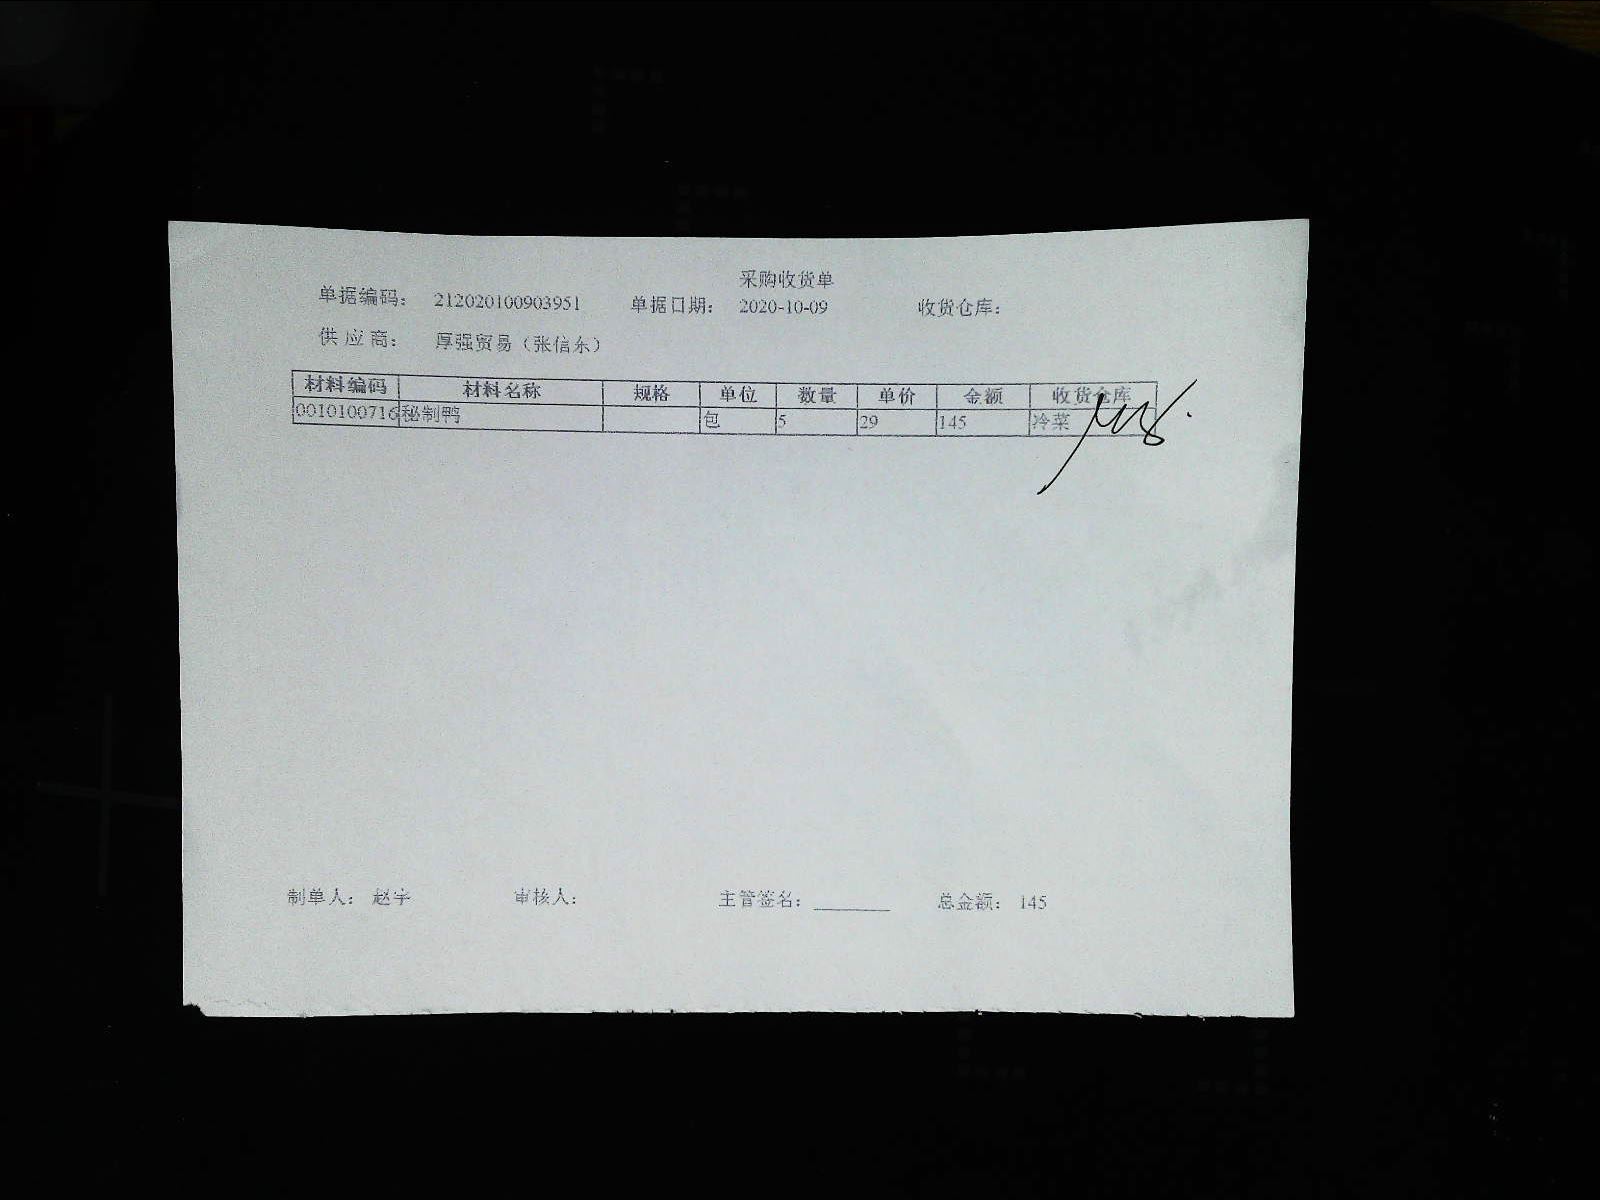 采购收货单
单据编码： 212020100903951 单据日期： 2020-10-09 收货仓库：
供 应 商： 厚强贸易（张信东）
材料编码 材料名称 规格 单位 数量 单价 金额 收货仓库
0010100716 秘制鸭 包 5 29 145 冷菜
制单人： 赵宇 审核人： 主管签名： ________ 总金额： 145